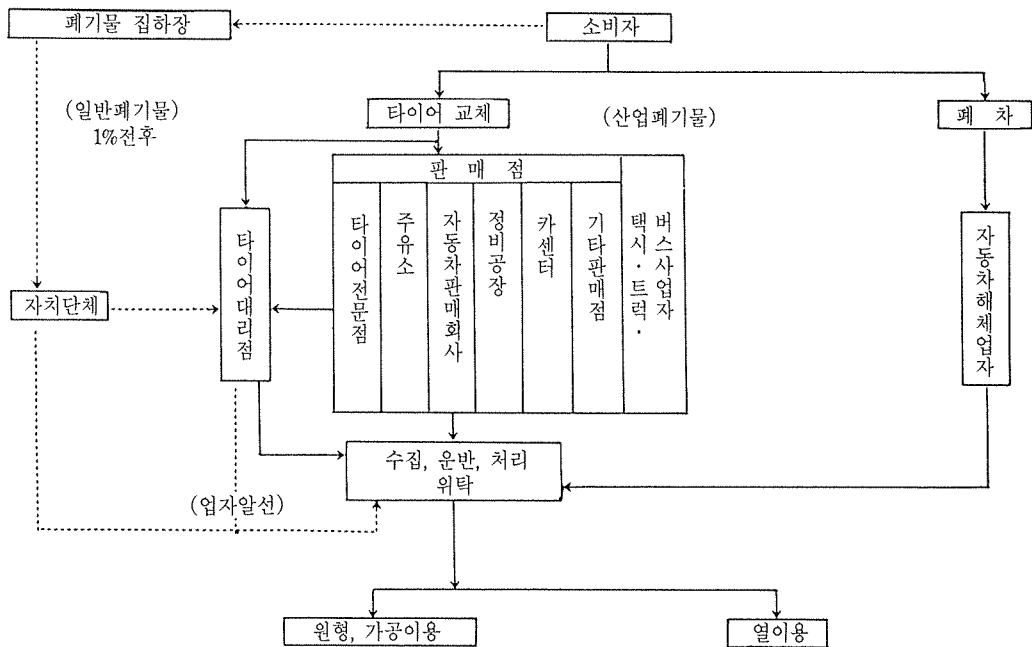 폐기물 집하장
소비자
(일반폐기물)
1%전후
타이어 교체
(산업폐기물)
폐 차
판 매 점
타이어대리점
타이어전문점
주유소
자동차판매회사
정비공장
카센터
기타판매점
버스사업자
택시·트럭·
자동차해체업자
자치단체
수집, 운반, 처리
위탁
(업자알선)
원형, 가공이용
열이용